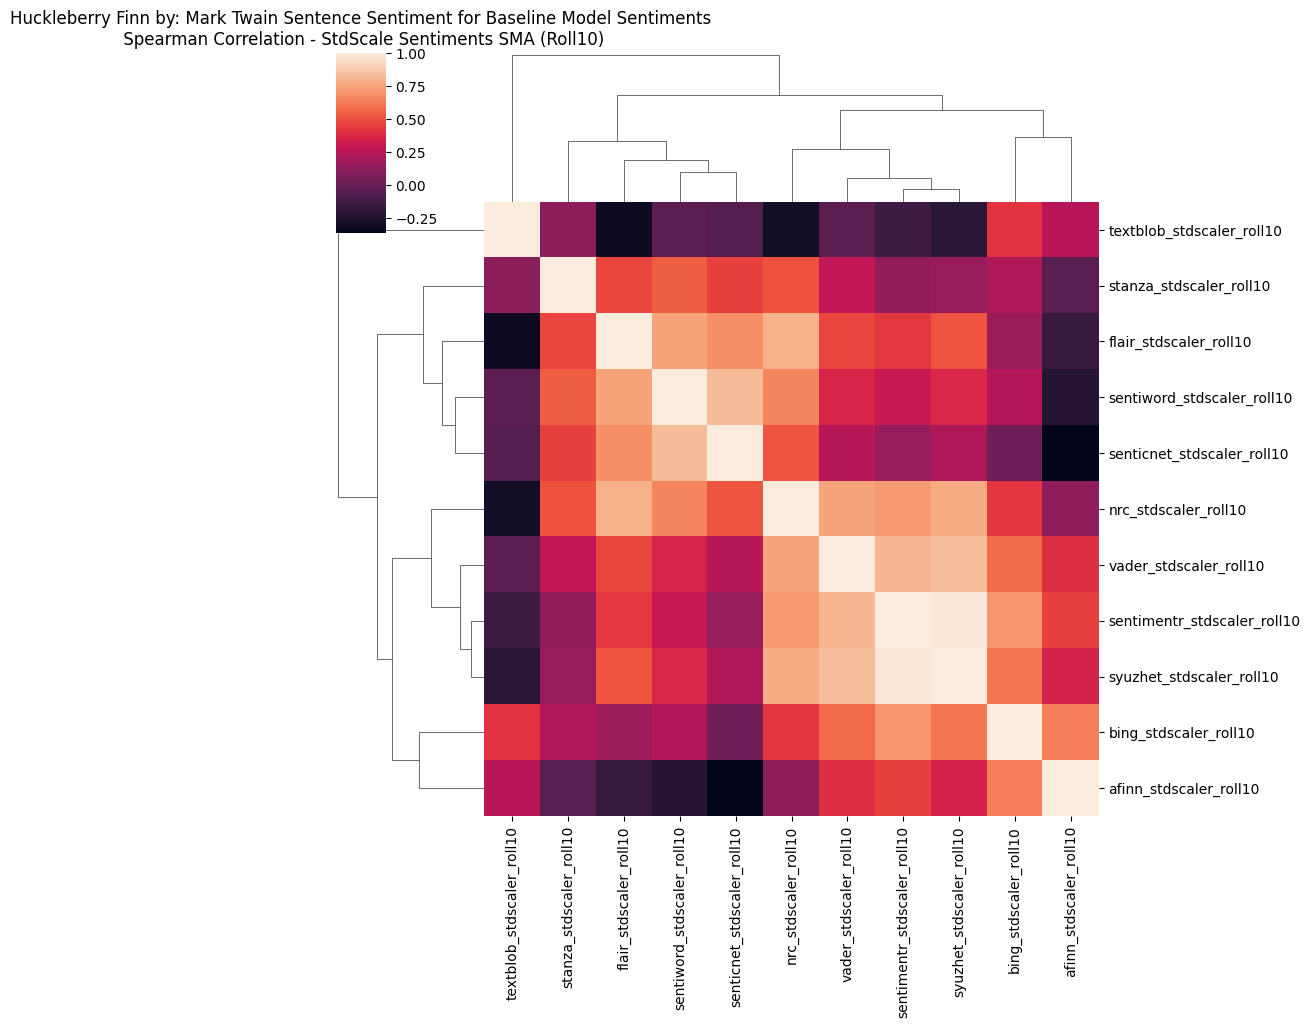 Huckleberry Finn by: Mark Twain Sentence Sentiment for Baseline Model Sentiments
Spearman Correlation - StdScale Sentiments SMA (Roll10)
1.00
0.75
0.50
0.25
0.00
−0.25
textblob_stdscaler_roll10
stanza_stdscaler_roll10
flair_stdscaler_roll10
sentiword_stdscaler_roll10
senticnet_stdscaler_roll10
nrc_stdscaler_roll10
vader_stdscaler_roll10
sentimentr_stdscaler_roll10
syuzhet_stdscaler_roll10
bing_stdscaler_roll10
afinn_stdscaler_roll10
textblob_stdscaler_roll10
stanza_stdscaler_roll10
flair_stdscaler_roll10
sentiword_stdscaler_roll10
senticnet_stdscaler_roll10
nrc_stdscaler_roll10
vader_stdscaler_roll10
sentimentr_stdscaler_roll10
syuzhet_stdscaler_roll10
bing_stdscaler_roll10
afinn_stdscaler_roll10